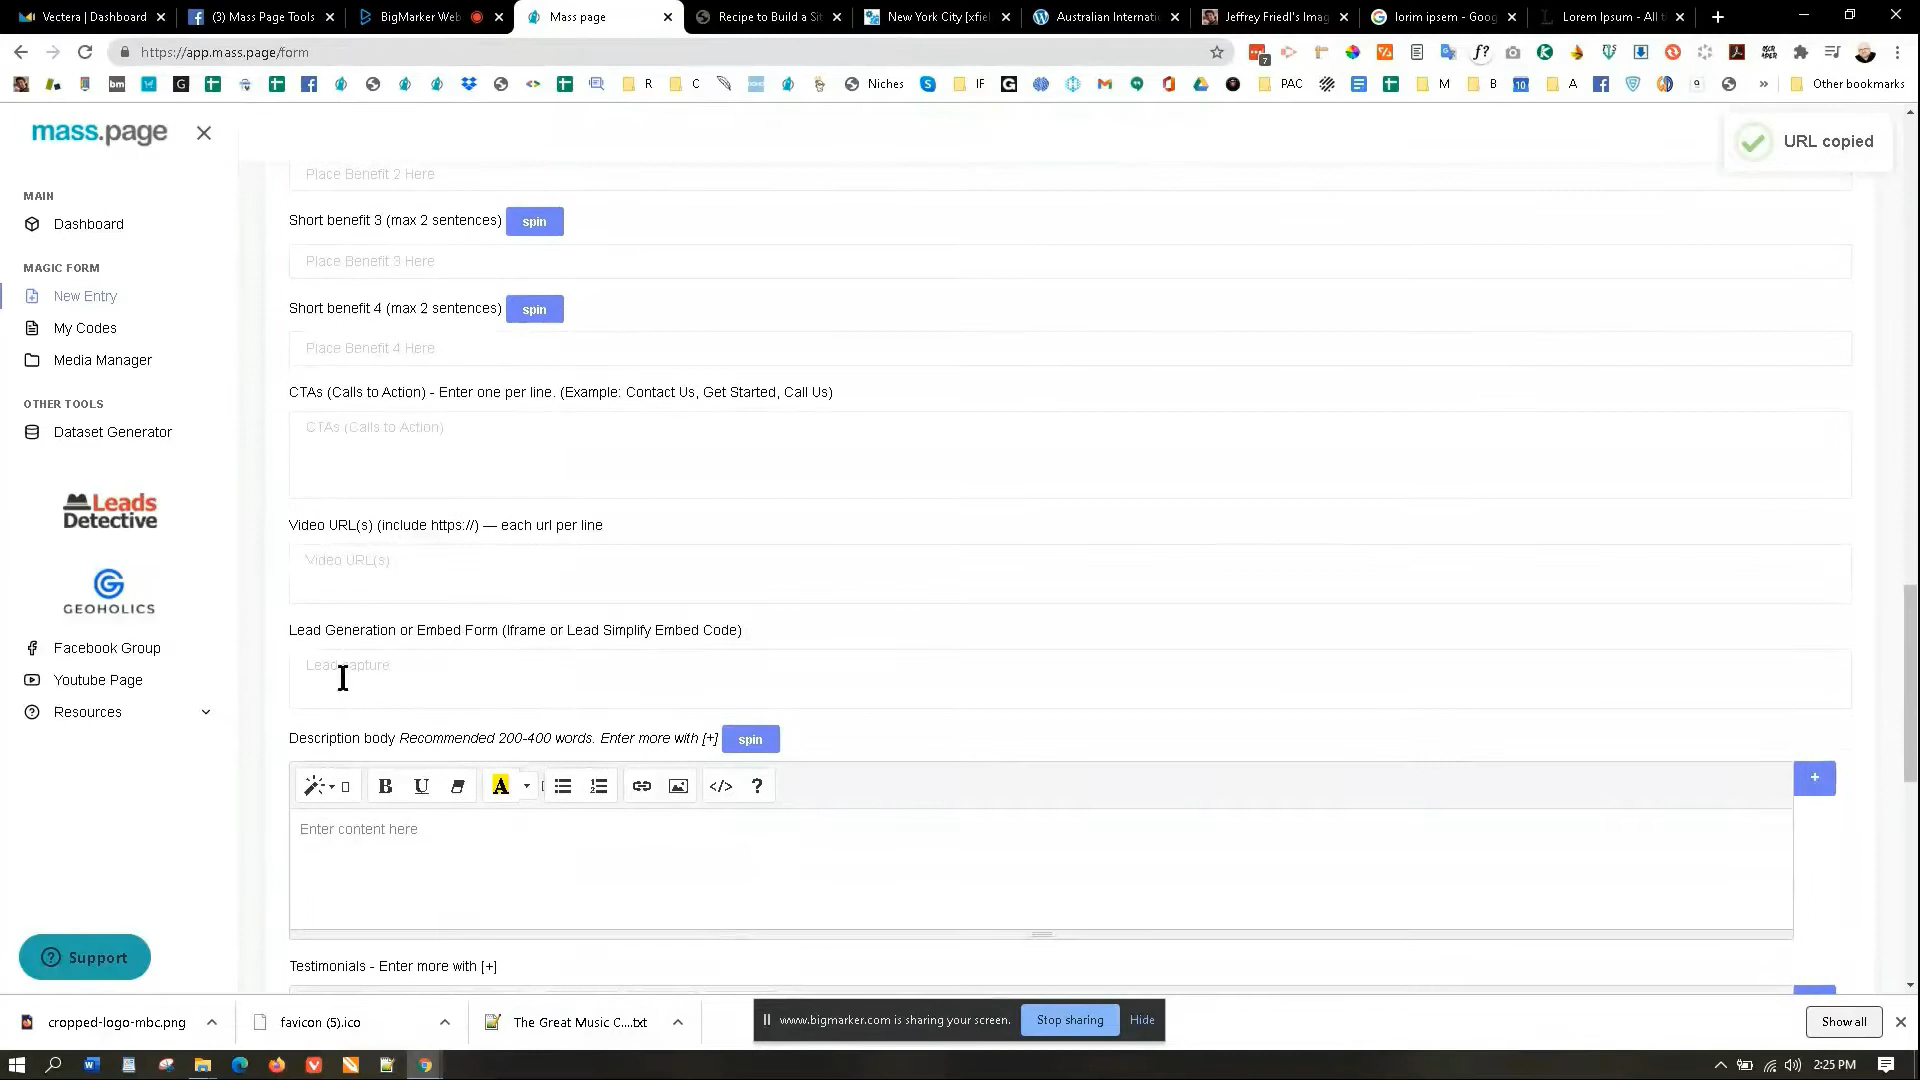 Vectera | Dashboard
(3) Mass Page Tools
BigMarker Web
Mass page
Recipe to Build a Sit
New York City [xfiel
Australian Internatio
Jeffrey Friedl's Imag
lorim ipsem - Goog
Lorem Ipsum - All t
https://app.mass.page/form
f?
7
bm
G
R
C
Niches
IF
G
PAC
M
B
10
A
Other bookmarks
mass.page
URL copied
MAIN
Dashboard
MAGIC FORM
New Entry
My Codes
Media Manager
OTHER TOOLS
Dataset Generator
Leads
Detective
GEOHOLICS
Facebook Group
Youtube Page
Resources
Support
Place Benefit 2 Here
Short benefit 3 (max 2 sentences) spin
Place Benefit 3 Here
Short benefit 4 (max 2 sentences) spin
Place Benefit 4 Here
CTAs (Calls to Action) - Enter one per line. (Example: Contact Us, Get Started, Call Us)
CTAs (Calls to Action)
Video URL(s) (include https://) — each url per line
Video URL(s)
Lead Generation or Embed Form (Iframe or Lead Simplify Embed Code)
Lead capture
Description body Recommended 200-400 words. Enter more with [+] spin
B U A </> ?
+
Enter content here
Testimonials - Enter more with [+]
cropped-logo-mbc.png
favicon (5).ico
The Great Music C....txt
www.bigmarker.com is sharing your screen.
Stop sharing
Hide
Show all
2:25 PM